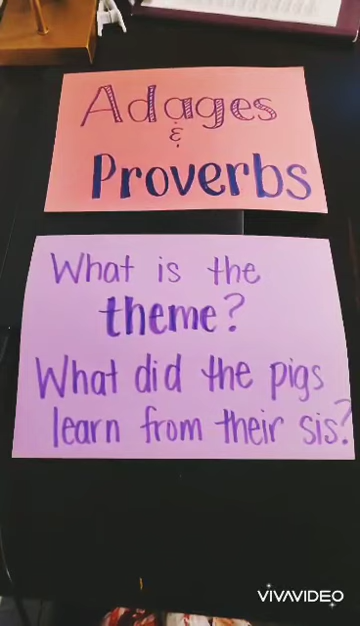 Adages
&
Proverbs
What is the
theme?
What did the pigs
learn from their sis?
VIVAVIDEO